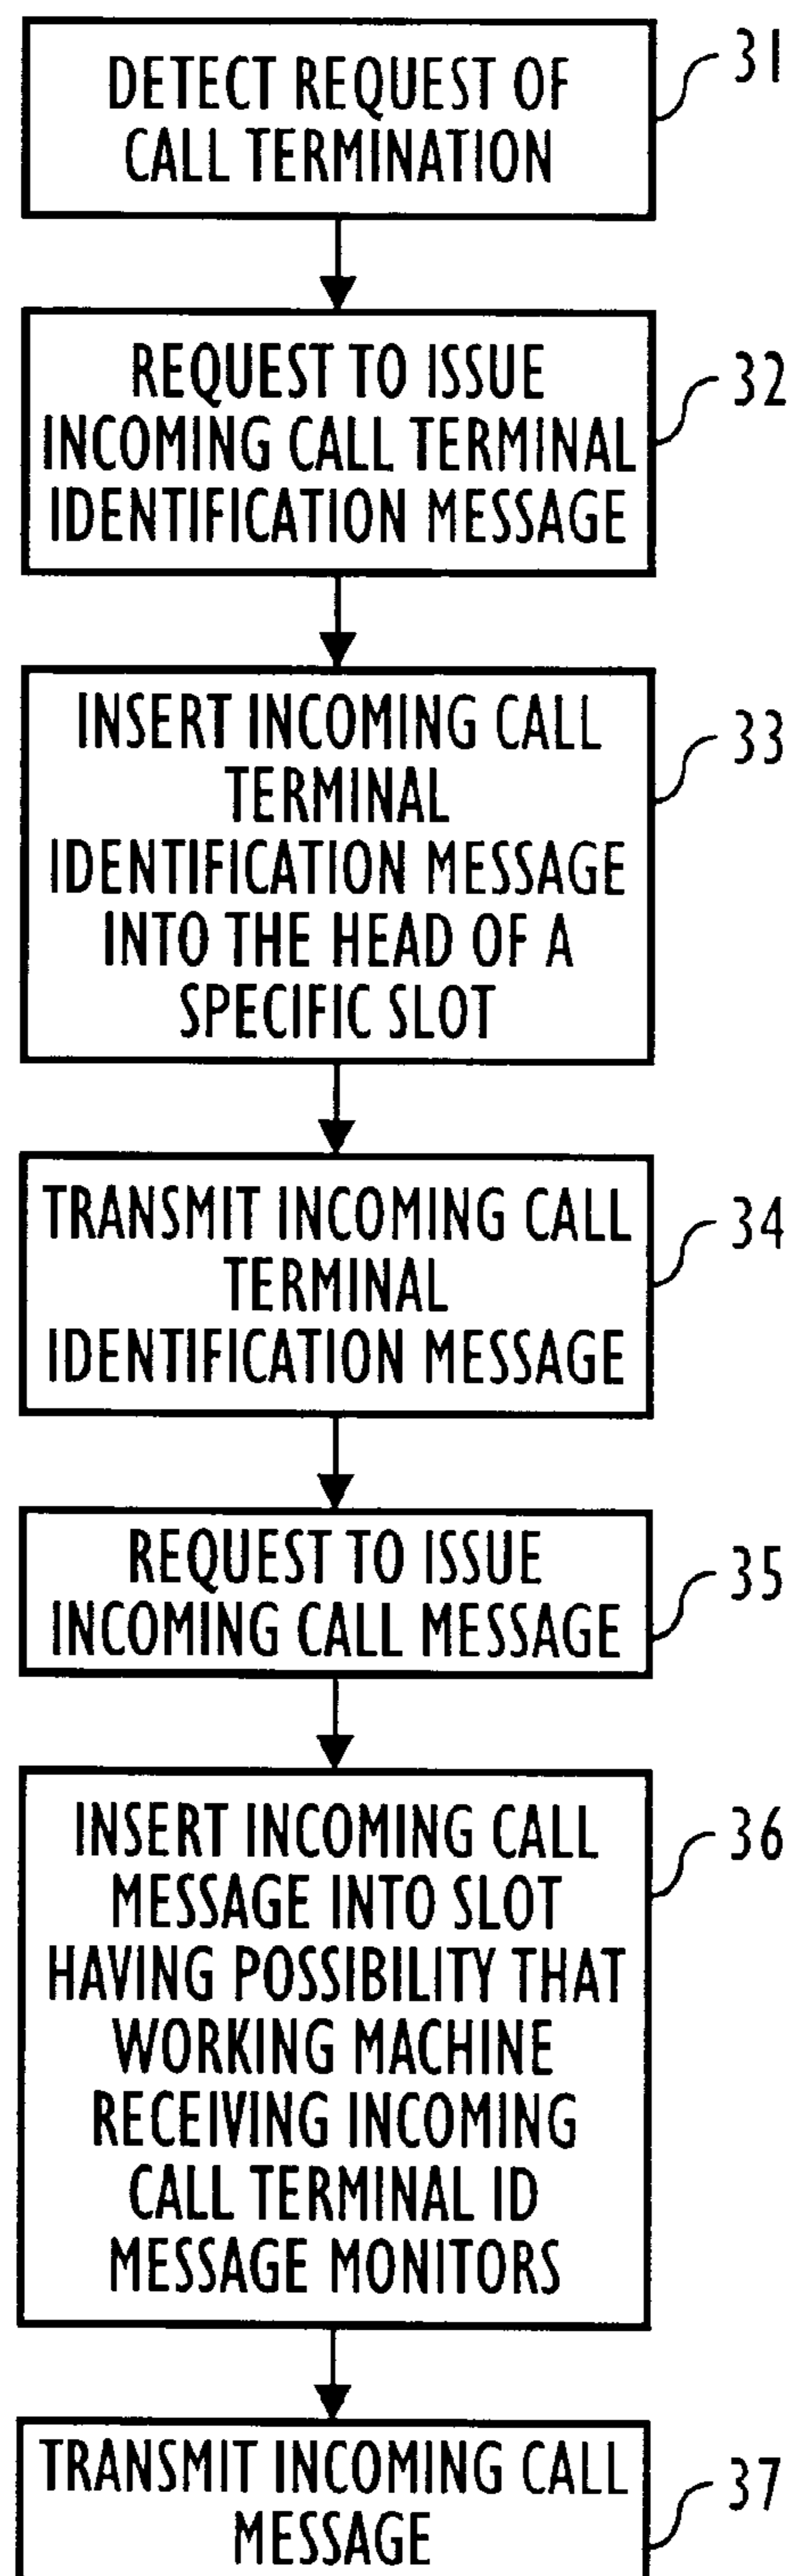 DETECT REQUEST OF
CALL TERMINATION
31
REQUEST TO ISSUE
INCOMING CALL TERMINAL
IDENTIFICATION MESSAGE
32
INSERT INCOMING CALL
TERMINAL
IDENTIFICATION MESSAGE
INTO THE HEAD OF A
SPECIFIC SLOT
33
TRANSMIT INCOMING CALL
TERMINAL
IDENTIFICATION MESSAGE
34
REQUEST TO ISSUE
INCOMING CALL MESSAGE
35
INSERT INCOMING CALL
MESSAGE INTO SLOT
HAVING POSSIBILITY THAT
WORKING MACHINE
RECEIVING INCOMING
CALL TERMINAL ID
MESSAGE MONITORS
36
TRANSMIT INCOMING CALL
MESSAGE
37